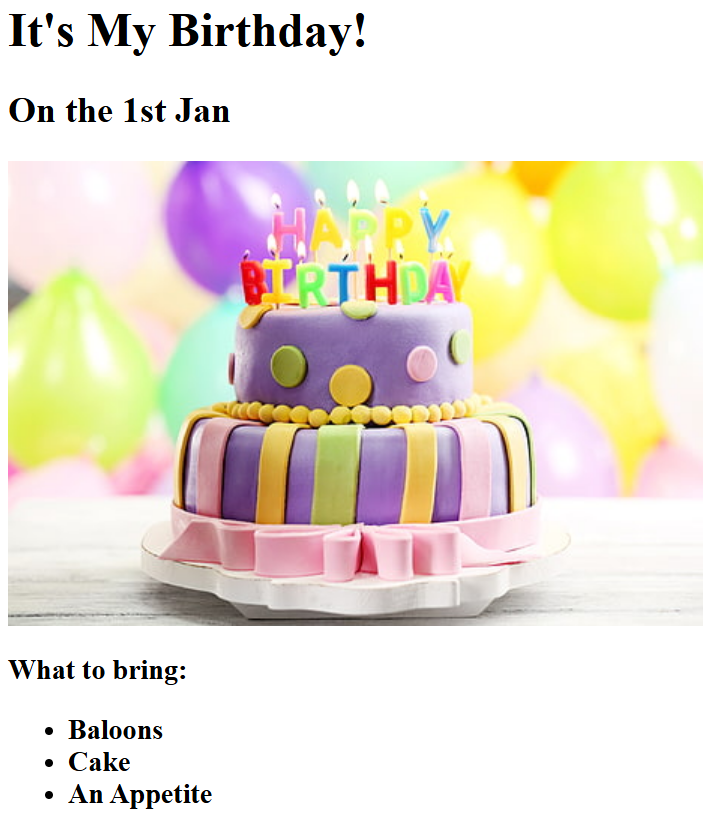 It's My Birthday!
On the 1st Jan
HAPPY
BIRTHDAY
What to bring:
Baloons
Cake
An Appetite